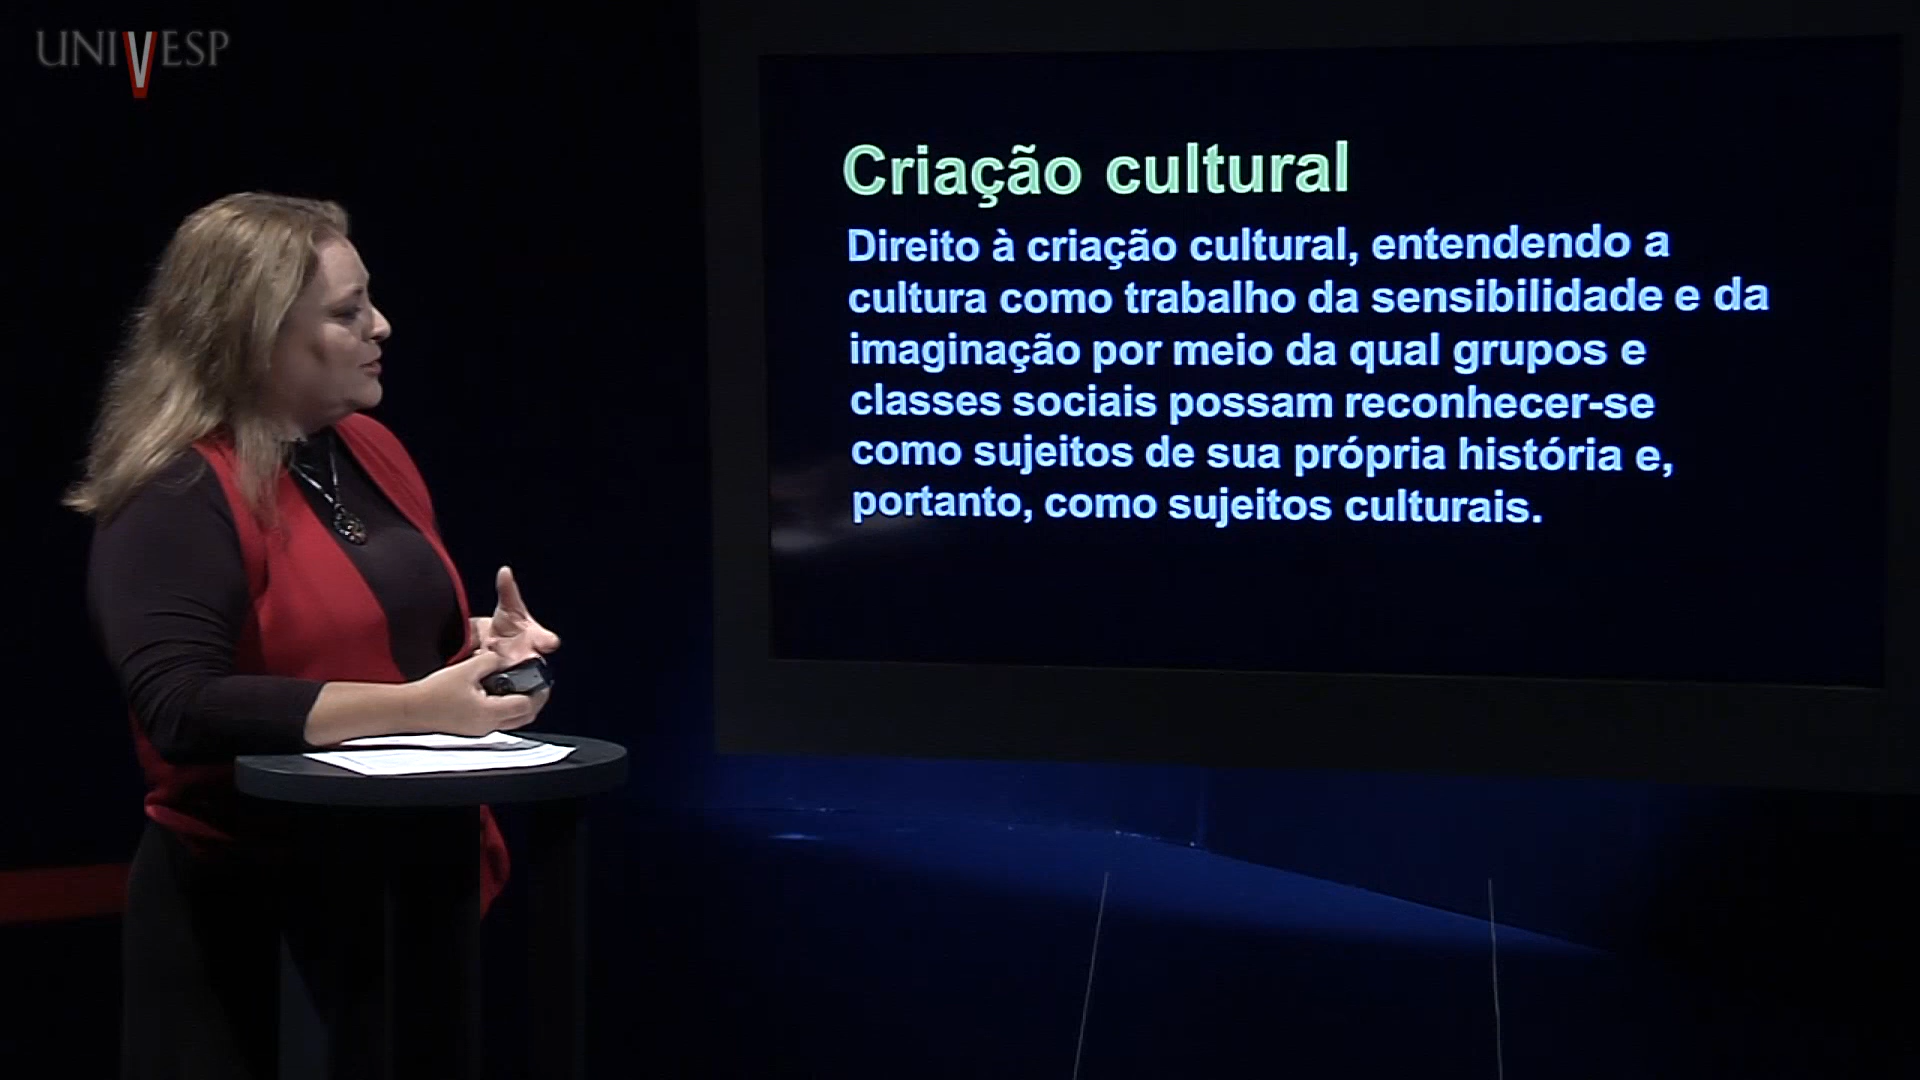 UNIVESP
Criação cultural
Direito à criação cultural, entendendo a
cultura como trabalho da sensibilidade e da
imaginação por meio da qual grupos e
classes sociais possam reconhecer-se
como sujeitos de sua própria história e,
portanto, como sujeitos culturais.